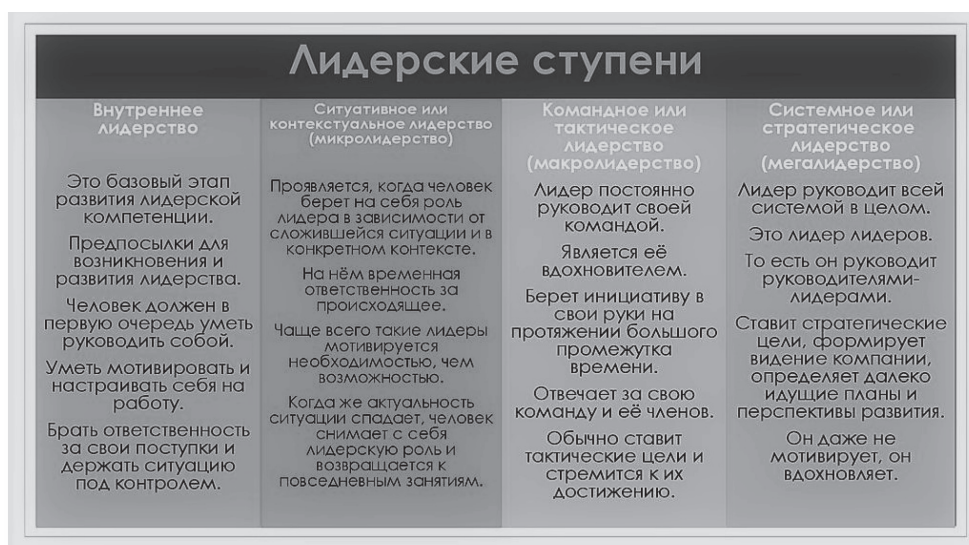 Лидерские ступени
Внутреннее
лидерство
Это базовый этап
развития лидерской
компетенции.
Предпосылки для
возникновения и
развития лидерства.
Человек должен в
первую очередь уметь
руководить собой.
Уметь мотивировать и
настраивать себя на
работу.
Брать ответственность
за свои поступки и
держать ситуацию
под контролем.
Ситуативное или
контекстуальное лидерство
(микролидерство)
Проявляется, когда человек
берет на себя роль
лидера в зависимости от
сложившейся ситуации и в
конкретном контексте.
На нём временная
ответственность за
происходящее.
Чаще всего такие лидеры
мотивируется
необходимостью, чем
возможностью.
Когда же актуальность
ситуации спадает, человек
снимает с себя
лидерскую роль и
возвращается к
повседневным занятиям.
Командное или
тактическое
лидерство
(макролидерство)
Лидер постоянно
руководит своей
командой.
Является её
вдохновителем.
Берет инициативу в
свои руки на
протяжении большого
промежутка
времени.
Отвечает за свою
команду и её членов.
Обычно ставит
тактические цели и
стремится к их
достижению.
Системное или
стратегическое
лидерство
(мегалидерство)
Лидер руководит всей
системой в целом.
Это лидер лидеров.
То есть он руководит
руководителями-
лидерами.
Ставит стратегические
цели, формирует
видение компании,
определяет далеко
идущие планы и
перспективы развития.
Он даже не
мотивирует, он
вдохновляет.